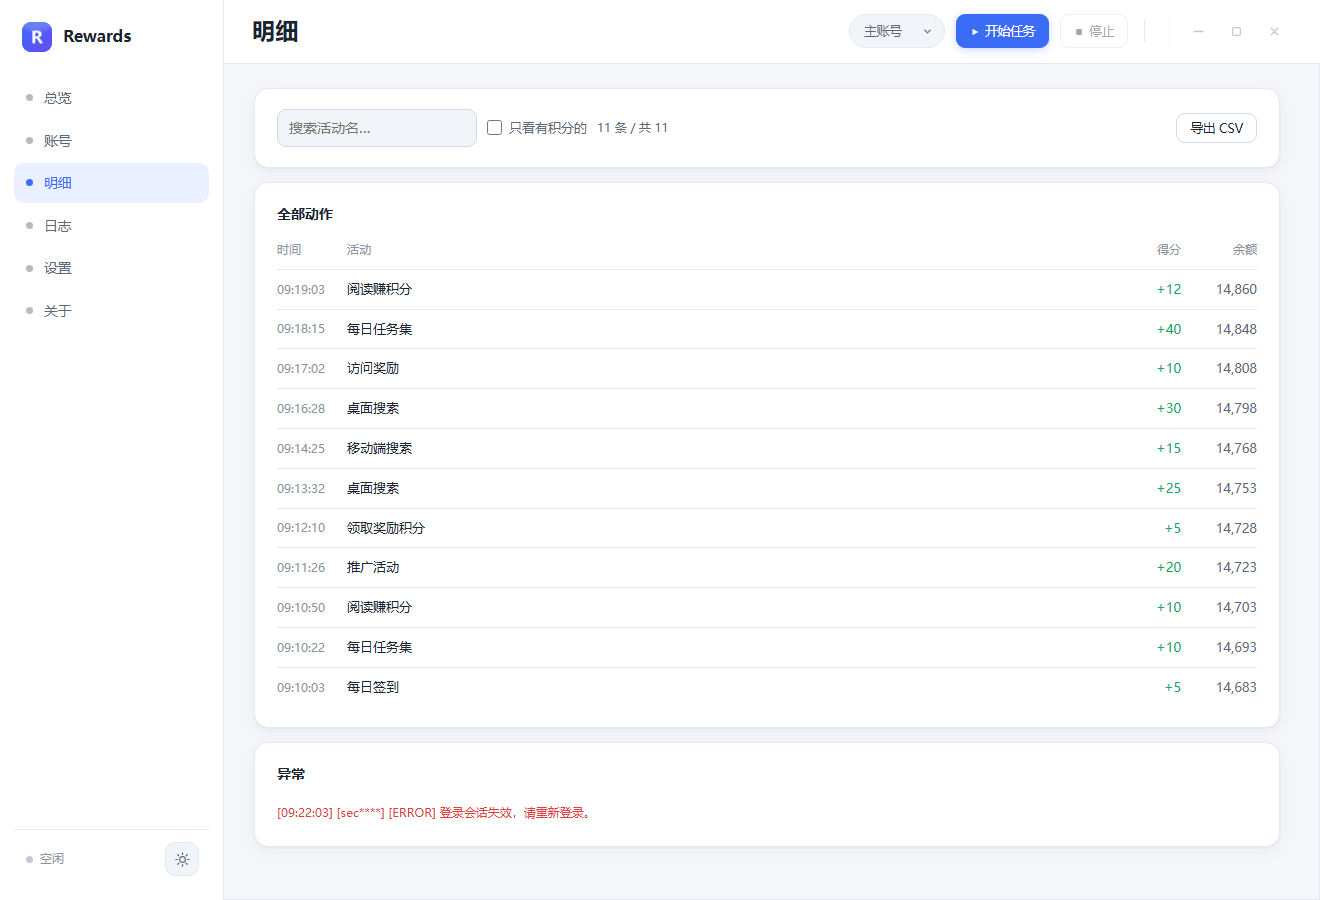 R Rewards
总览
账号
明细
日志
设置
关于
空闲
明细
主账号
开始任务
停止
搜索活动名...
只看有积分的 11 条 / 共 11
导出 CSV
全部动作
时间 活动 得分 余额
09:19:03 阅读赚积分 +12 14,860
09:18:15 每日任务集 +40 14,848
09:17:02 访问奖励 +10 14,808
09:16:28 桌面搜索 +30 14,798
09:14:25 移动端搜索 +15 14,768
09:13:32 桌面搜索 +25 14,753
09:12:10 领取奖励积分 +5 14,728
09:11:26 推广活动 +20 14,723
09:10:50 阅读赚积分 +10 14,703
09:10:22 每日任务集 +10 14,693
09:10:03 每日签到 +5 14,683
异常
[09:22:03] [sec****] [ERROR] 登录会话失效，请重新登录。